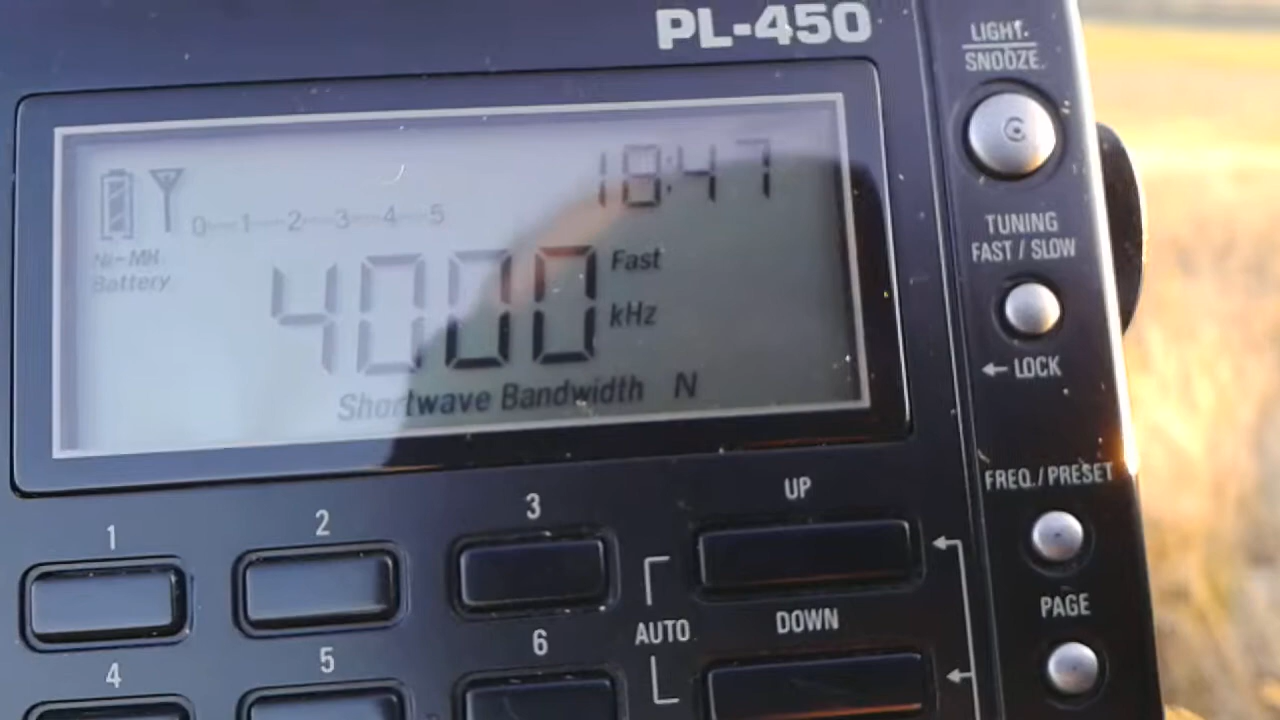 PL-450
LIGHT.
SNOOZE.
18:47
0-1-2-3-4-5
Ni-MH.
Battery
4000
Fast
kHz
Shortwave Bandwidth N
TUNING
FAST / SLOW
LOCK
FREQ./PRESET
PAGE
1
2
3
UP
AUTO
DOWN
4
5
6